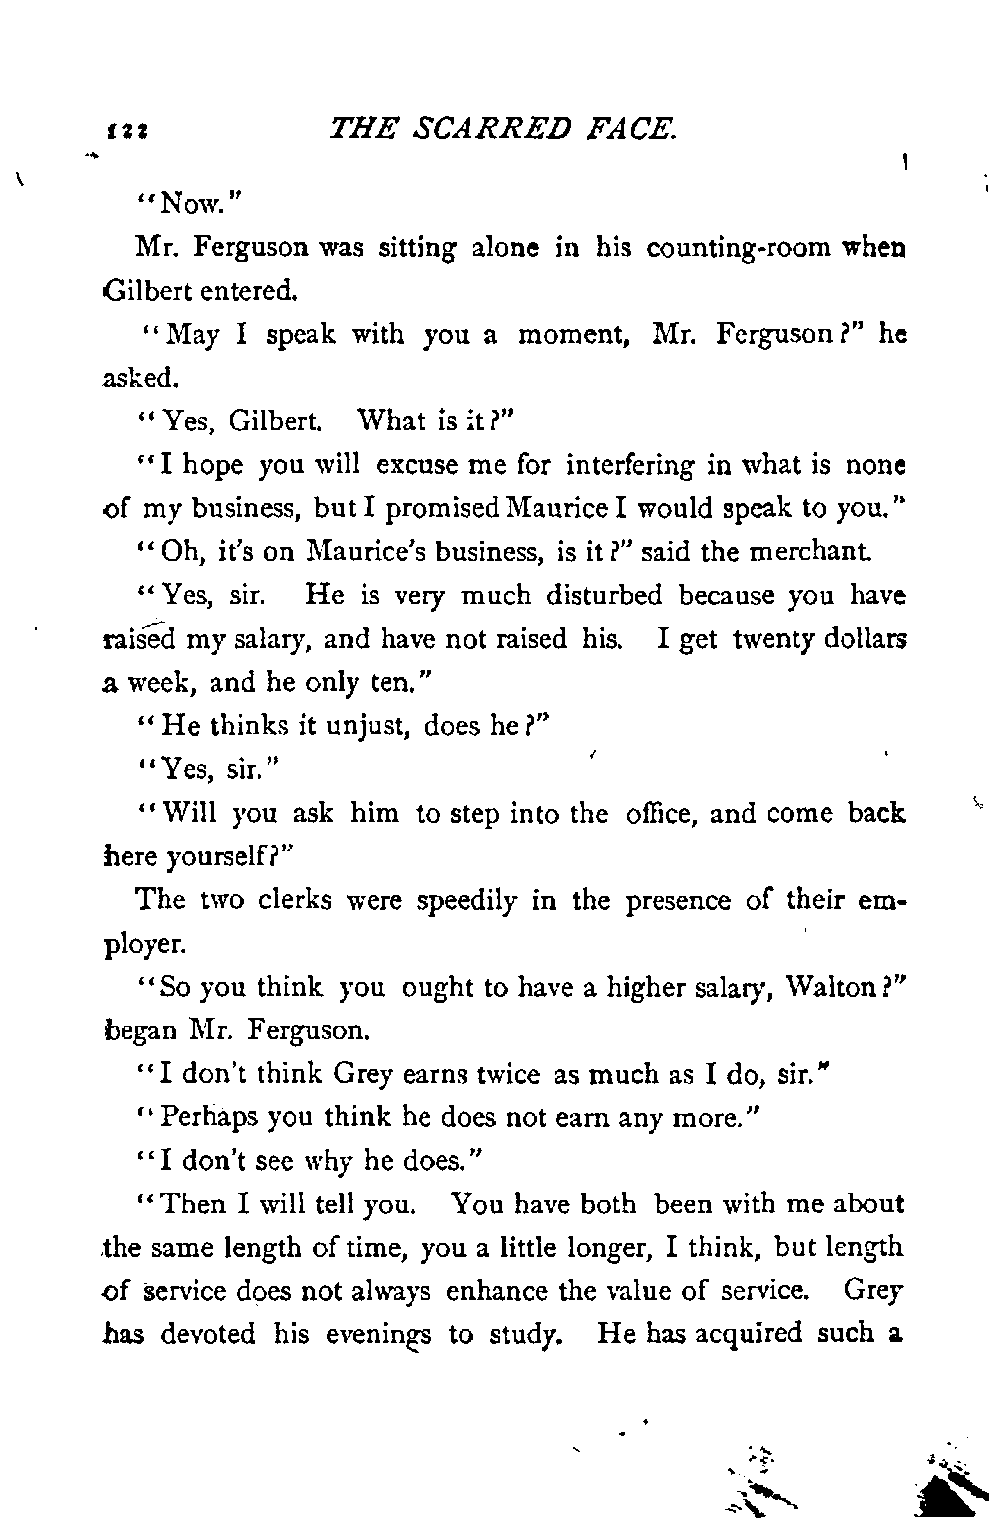 122 THE SCARRED FACE.
"Now."
Mr. Ferguson was sitting alone in his counting-room when
Gilbert entered.
"May I speak with you a moment, Mr. Ferguson?" he
asked.
"Yes, Gilbert. What is it?"
"I hope you will excuse me for interfering in what is none
of my business, but I promised Maurice I would speak to you."
"Oh, it's on Maurice's business, is it?" said the merchant.
"Yes, sir. He is very much disturbed because you have
raised my salary, and have not raised his. I get twenty dollars
a week, and he only ten."
"He thinks it unjust, does he?"
"Yes, sir."
"Will you ask him to step into the office, and come back
here yourself?"
The two clerks were speedily in the presence of their em-
ployer.
"So you think you ought to have a higher salary, Walton?"
began Mr. Ferguson.
"I don't think Grey earns twice as much as I do, sir."
"Perhaps you think he does not earn any more."
"I don't see why he does."
"Then I will tell you. You have both been with me about
the same length of time, you a little longer, I think, but length
of service does not always enhance the value of service. Grey
has devoted his evenings to study. He has acquired such a